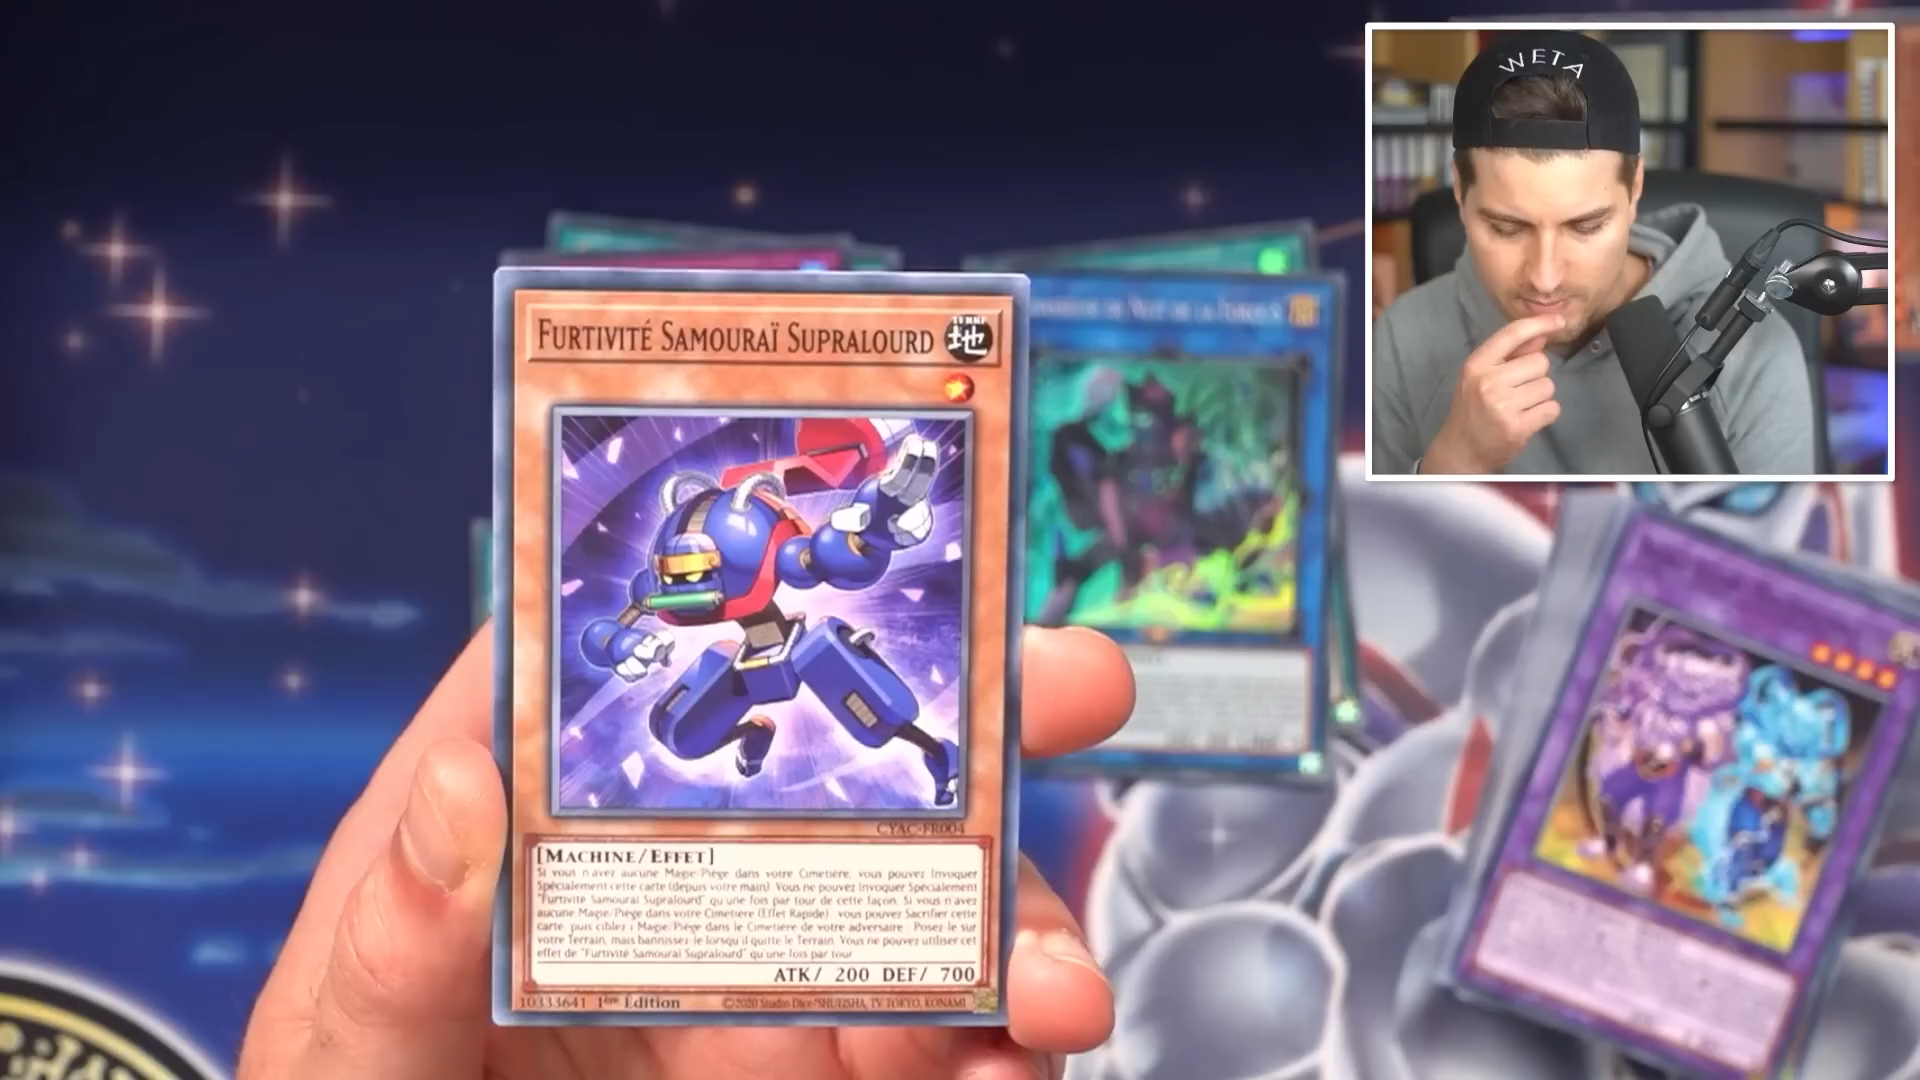 WETA
FURTIVITÉ SAMOURAÏ SUPRALOURD
TERRE
地
CYAC-FR004
[MACHINE/EFFET]
Si vous n'avez aucune Magie/Piège dans votre Cimetière, vous pouvez Invoquer
Spécialement cette carte (depuis votre main). Vous ne pouvez Invoquer Spécialement
"Furtivité Samouraï Supralourd" qu'une fois par tour de cette façon. Si vous n'avez
aucune Magie/Piège dans votre Cimetière (Effet Rapide) : vous pouvez Sacrifier cette
carte, puis ciblez 1 Magie/Piège dans le Cimetière de votre adversaire ; Posez-le sur
votre Terrain, mais bannissez-le lorsqu'il quitte le Terrain. Vous ne pouvez utiliser cet
effet de "Furtivité Samouraï Supralourd" qu'une fois par tour.
ATK/ 200 DEF/ 700
10333641 1ère Édition ©2020 Studio Dice/SHUEISHA, TV TOKYO, KONAMI